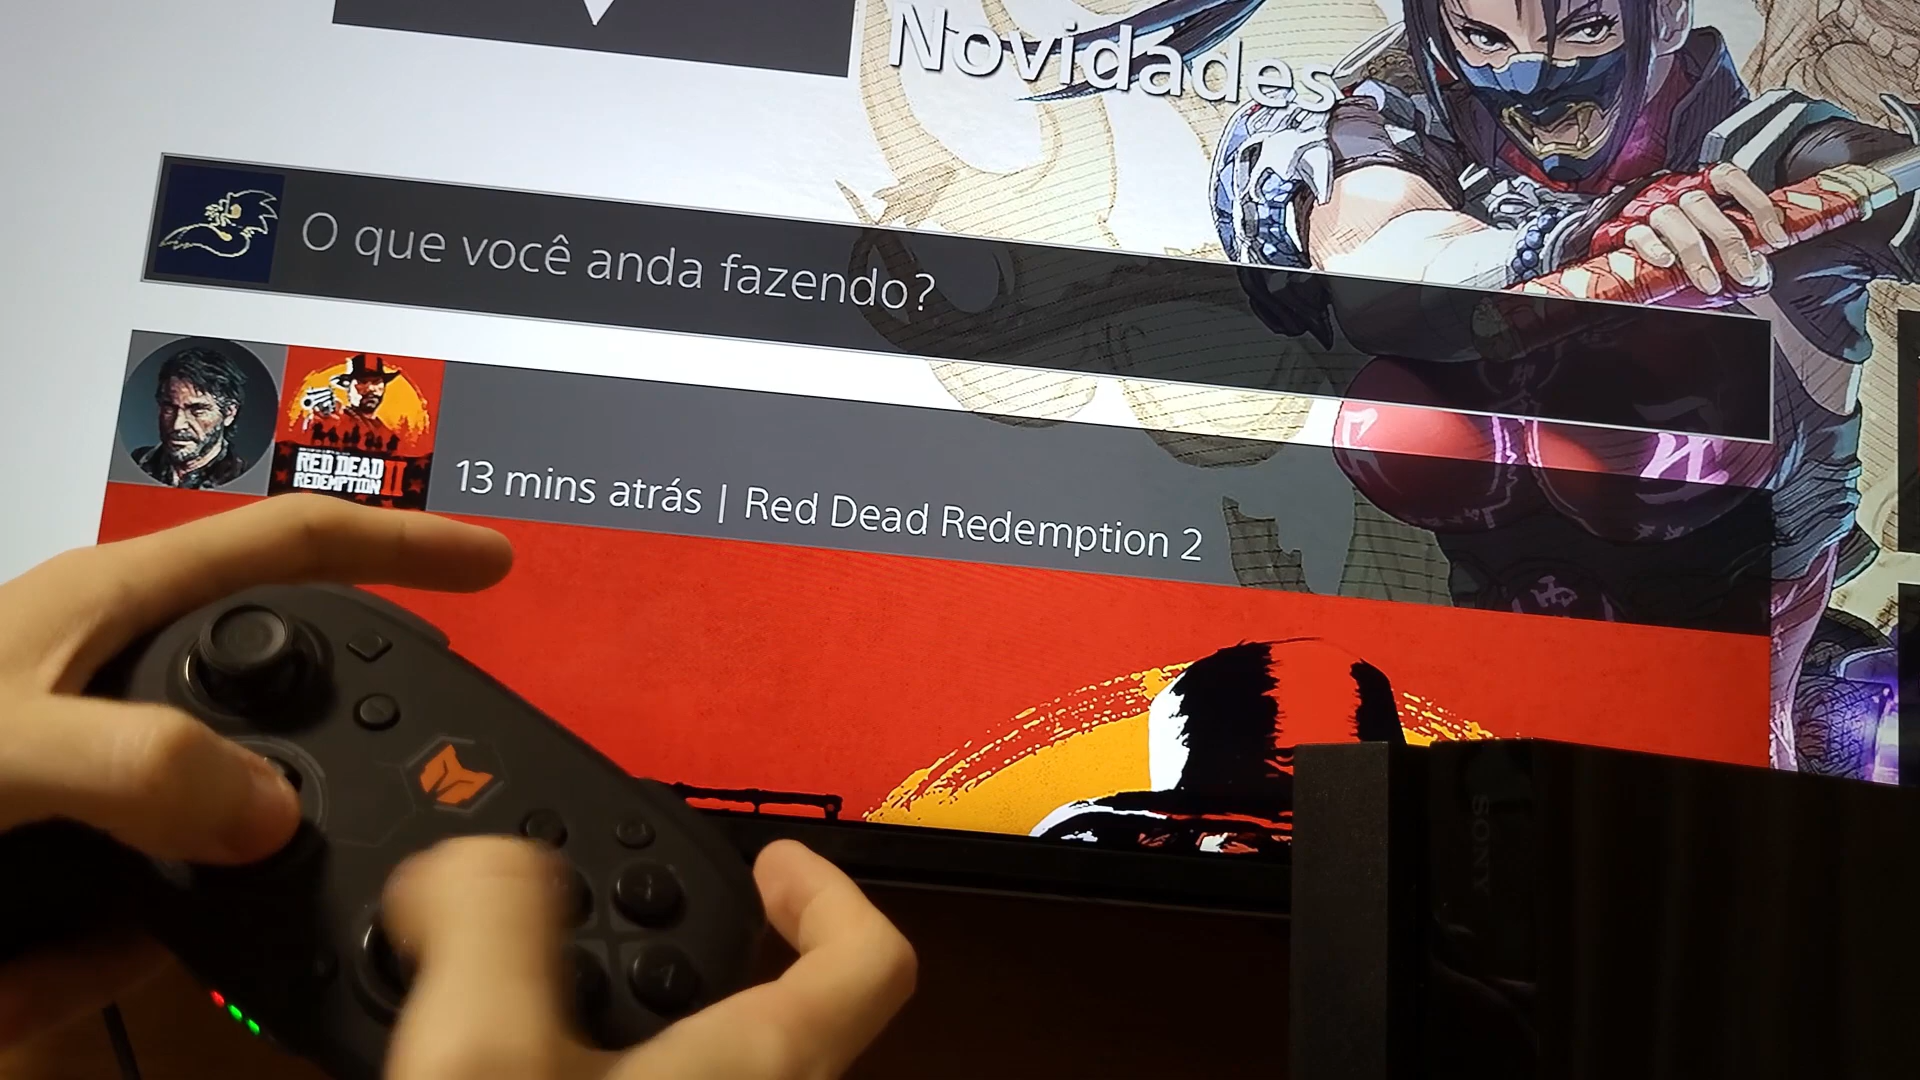 Novidades
O que você anda fazendo?
RED DEAD
REDEMPTION II
13 mins atrás | Red Dead Redemption 2
SONY